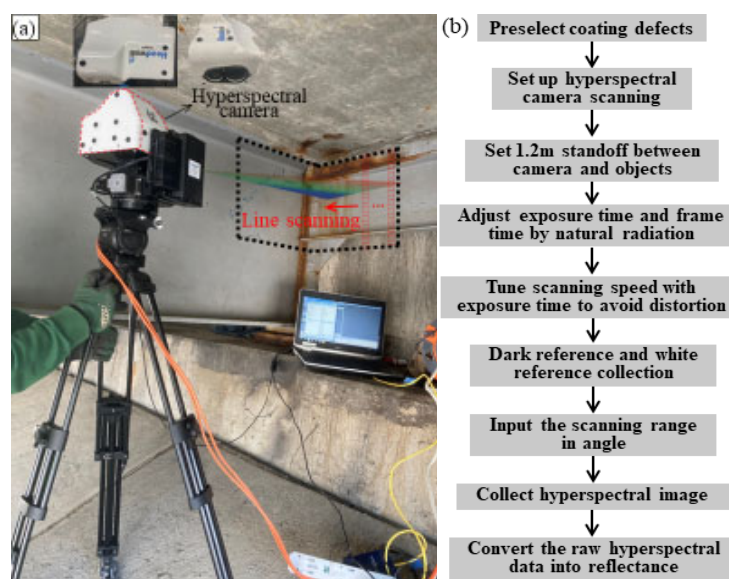 (a)
Hyperspectral
camera
Line scanning
...
(b)
Preselect coating defects
Set up hyperspectral
camera scanning
Set 1.2m standoff between
camera and objects
Adjust exposure time and frame
time by natural radiation
Tune scanning speed with
exposure time to avoid distortion
Dark reference and white
reference collection
Input the scanning range
in angle
Collect hyperspectral image
Convert the raw hyperspectral
data into reflectance